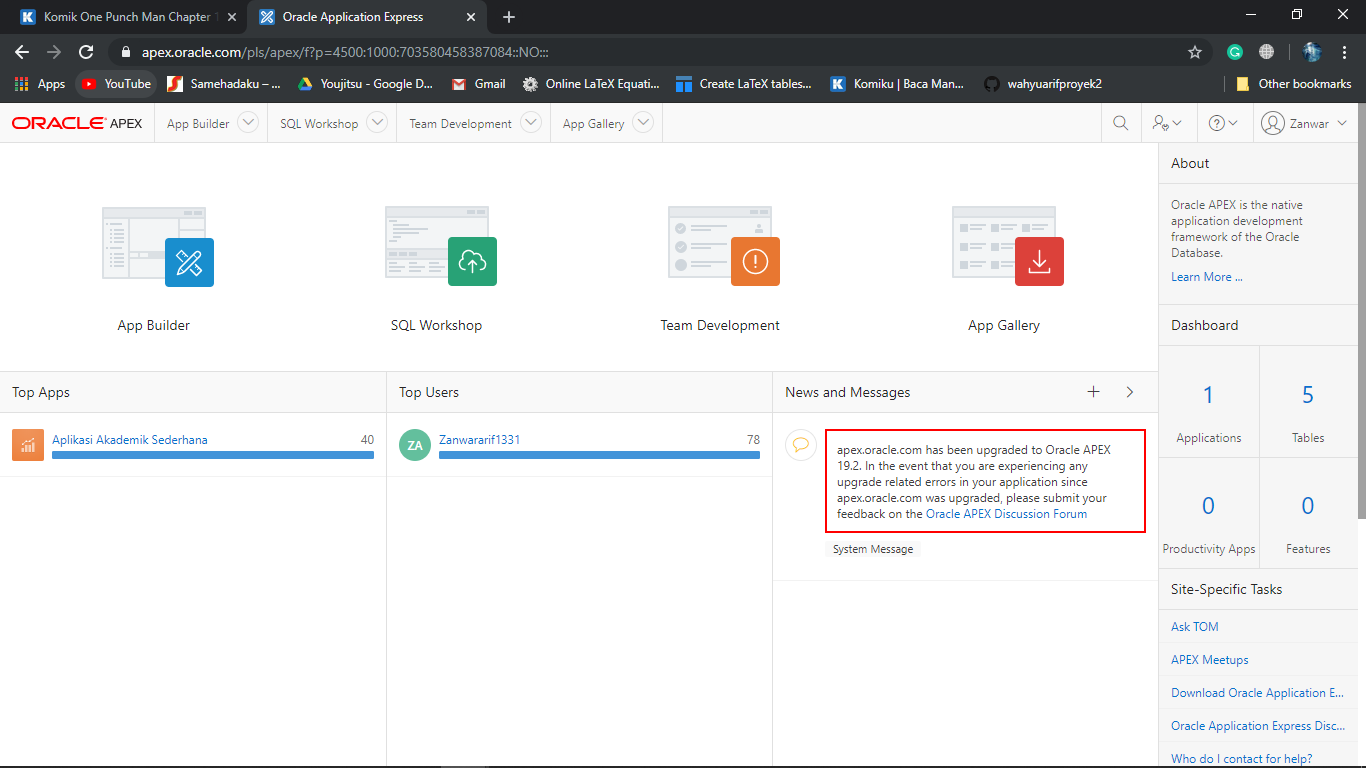 Komik One Punch Man Chapter 1
Oracle Application Express
apex.oracle.com/pls/apex/f?p=4500:1000:703580458387084::NO:::
Apps
YouTube
Samehadaku – ...
Youjitsu - Google D...
Gmail
Online LaTeX Equati...
Create LaTeX tables...
Komiku | Baca Man...
wahyuarifproyek2
Other bookmarks
ORACLE APEX
App Builder
SQL Workshop
Team Development
App Gallery
Zanwar
App Builder
SQL Workshop
Team Development
App Gallery
Top Apps
Aplikasi Akademik Sederhana
40
Top Users
ZA
Zanwararif1331
78
News and Messages
apex.oracle.com has been upgraded to Oracle APEX
19.2. In the event that you are experiencing any
upgrade related errors in your application since
apex.oracle.com was upgraded, please submit your
feedback on the Oracle APEX Discussion Forum
System Message
About
Oracle APEX is the native
application development
framework of the Oracle
Database.
Learn More ...
Dashboard
1
Applications
5
Tables
0
Productivity Apps
0
Features
Site-Specific Tasks
Ask TOM
APEX Meetups
Download Oracle Application E...
Oracle Application Express Disc...
Who do I contact for help?